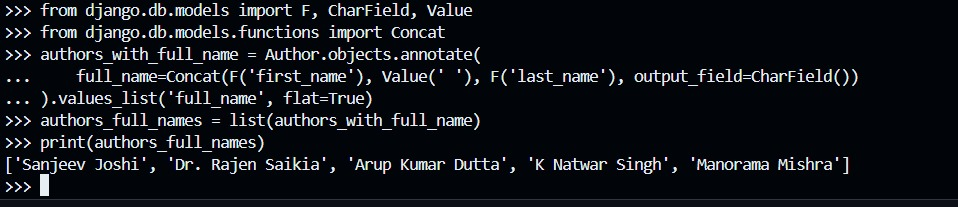 >>> from django.db.models import F, CharField, Value
>>> from django.db.models.functions import Concat
>>> authors_with_full_name = Author.objects.annotate(
...     full_name=Concat(F('first_name'), Value(' '), F('last_name'), output_field=CharField())
... ).values_list('full_name', flat=True)
>>> authors_full_names = list(authors_with_full_name)
>>> print(authors_full_names)
['Sanjeev Joshi', 'Dr. Rajen Saikia', 'Arup Kumar Dutta', 'K Natwar Singh', 'Manorama Mishra']
>>>